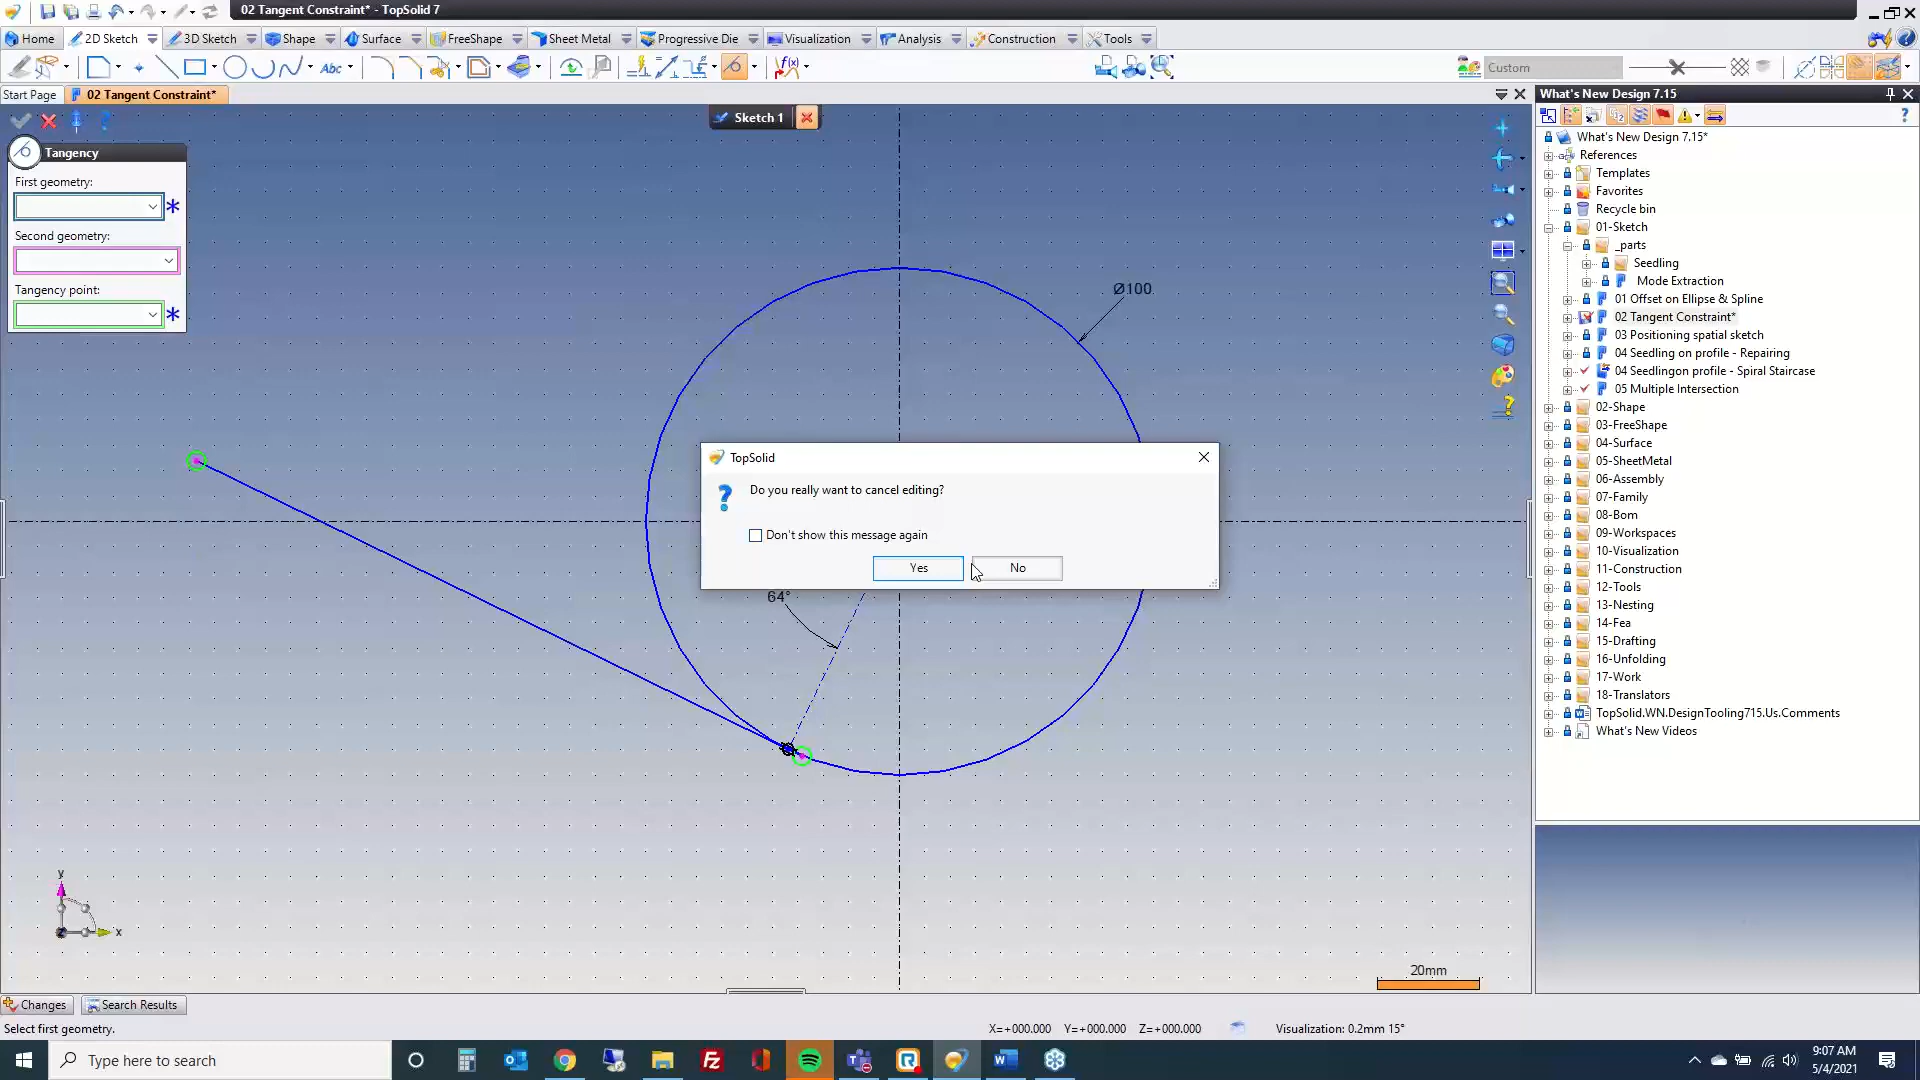 02 Tangent Constraint* - TopSolid 7
Home
2D Sketch
3D Sketch
Shape
Surface
FreeShape
Sheet Metal
Progressive Die
Visualization
Analysis
Construction
Tools
Abc
f(x)
Custom
Start Page
02 Tangent Constraint*
What's New Design 7.15
Sketch 1
Tangency
First geometry:
Second geometry:
Tangency point:
Ø100
64°
TopSolid
Do you really want to cancel editing?
Don't show this message again
Yes
No
What's New Design 7.15*
References
Templates
Favorites
Recycle bin
01-Sketch
_parts
Seedling
Mode Extraction
01 Offset on Ellipse & Spline
02 Tangent Constraint*
03 Positioning spatial sketch
04 Seedling on profile - Repairing
04 Seedlingon profile - Spiral Staircase
05 Multiple Intersection
02-Shape
03-FreeShape
04-Surface
05-SheetMetal
06-Assembly
07-Family
08-Bom
09-Workspaces
10-Visualization
11-Construction
12-Tools
13-Nesting
14-Fea
15-Drafting
16-Unfolding
17-Work
18-Translators
TopSolid.WN.DesignTooling715.Us.Comments
What's New Videos
y
x
20mm
Changes
Search Results
Select first geometry.
X=+000.000 Y=+000.000 Z=+000.000
Visualization: 0.2mm 15°
Type here to search
9:07 AM
5/4/2021